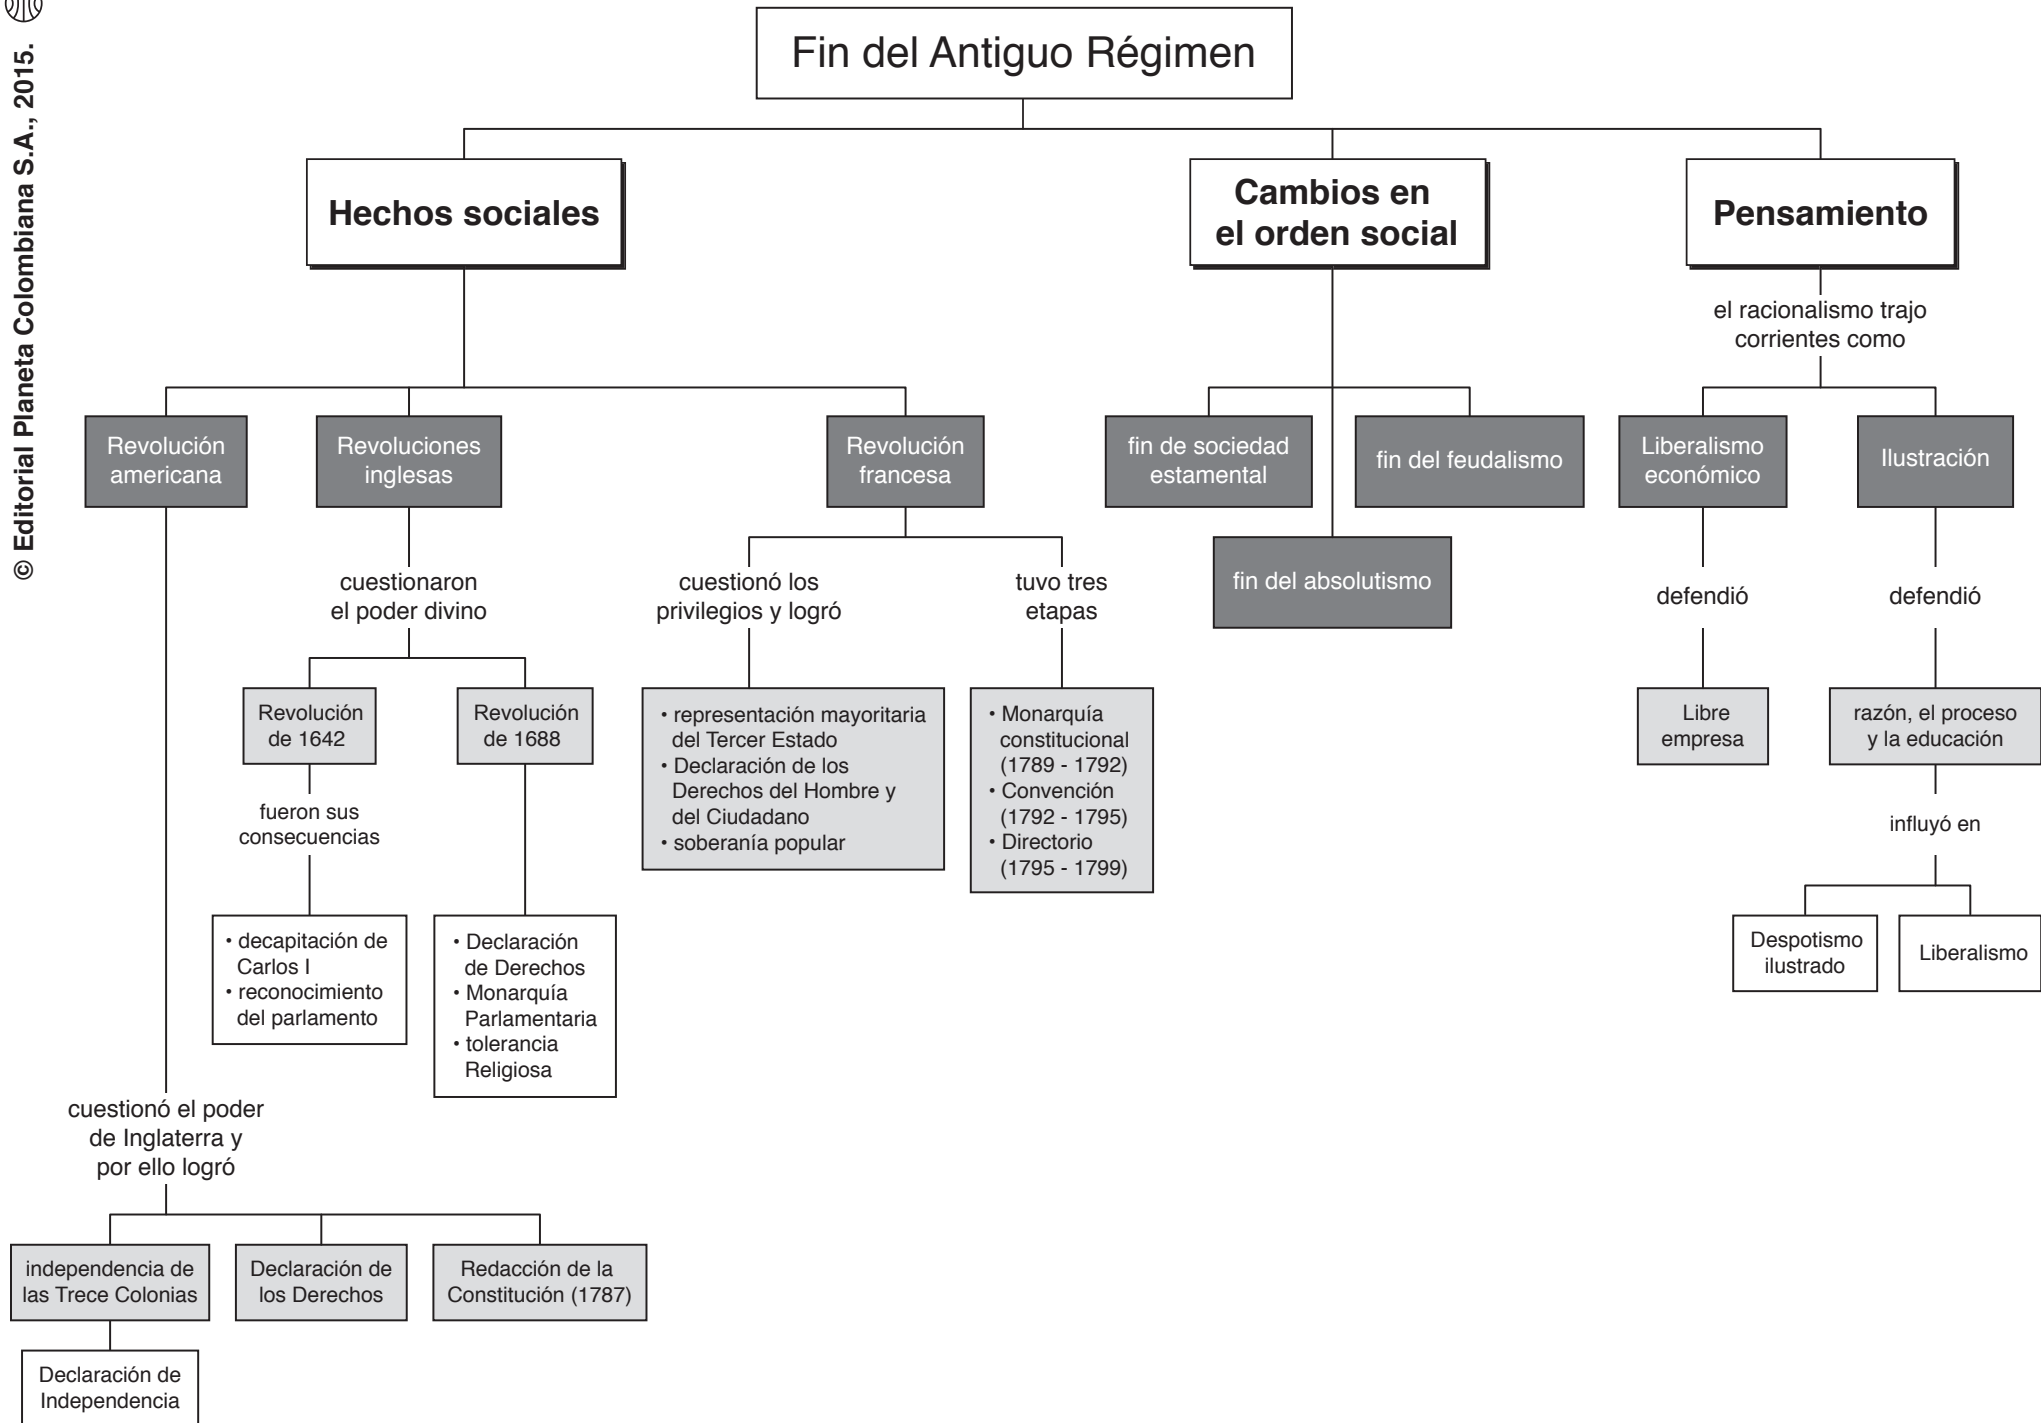 © Editorial Planeta Colombiana S.A., 2015.
Fin del Antiguo Régimen
Hechos sociales
Cambios en
el orden social
Pensamiento
el racionalismo trajo
corrientes como
Revolución
americana
Revoluciones
inglesas
Revolución
francesa
fin de sociedad
estamental
fin del feudalismo
Liberalismo
económico
Ilustración
cuestionaron
el poder divino
cuestionó los
privilegios y logró
tuvo tres
etapas
fin del absolutismo
defendió
defendió
Revolución
de 1642
Revolución
de 1688
• representación mayoritaria
del Tercer Estado
• Declaración de los
Derechos del Hombre y
del Ciudadano
• soberanía popular
• Monarquía
constitucional
(1789 - 1792)
• Convención
(1792 - 1795)
• Directorio
(1795 - 1799)
Libre
empresa
razón, el proceso
y la educación
fueron sus
consecuencias
influyó en
• decapitación de
Carlos I
• reconocimiento
del parlamento
• Declaración
de Derechos
• Monarquía
Parlamentaria
• tolerancia
Religiosa
Despotismo
ilustrado
Liberalismo
cuestionó el poder
de Inglaterra y
por ello logró
independencia de
las Trece Colonias
Declaración de
los Derechos
Redacción de la
Constitución (1787)
Declaración de
Independencia